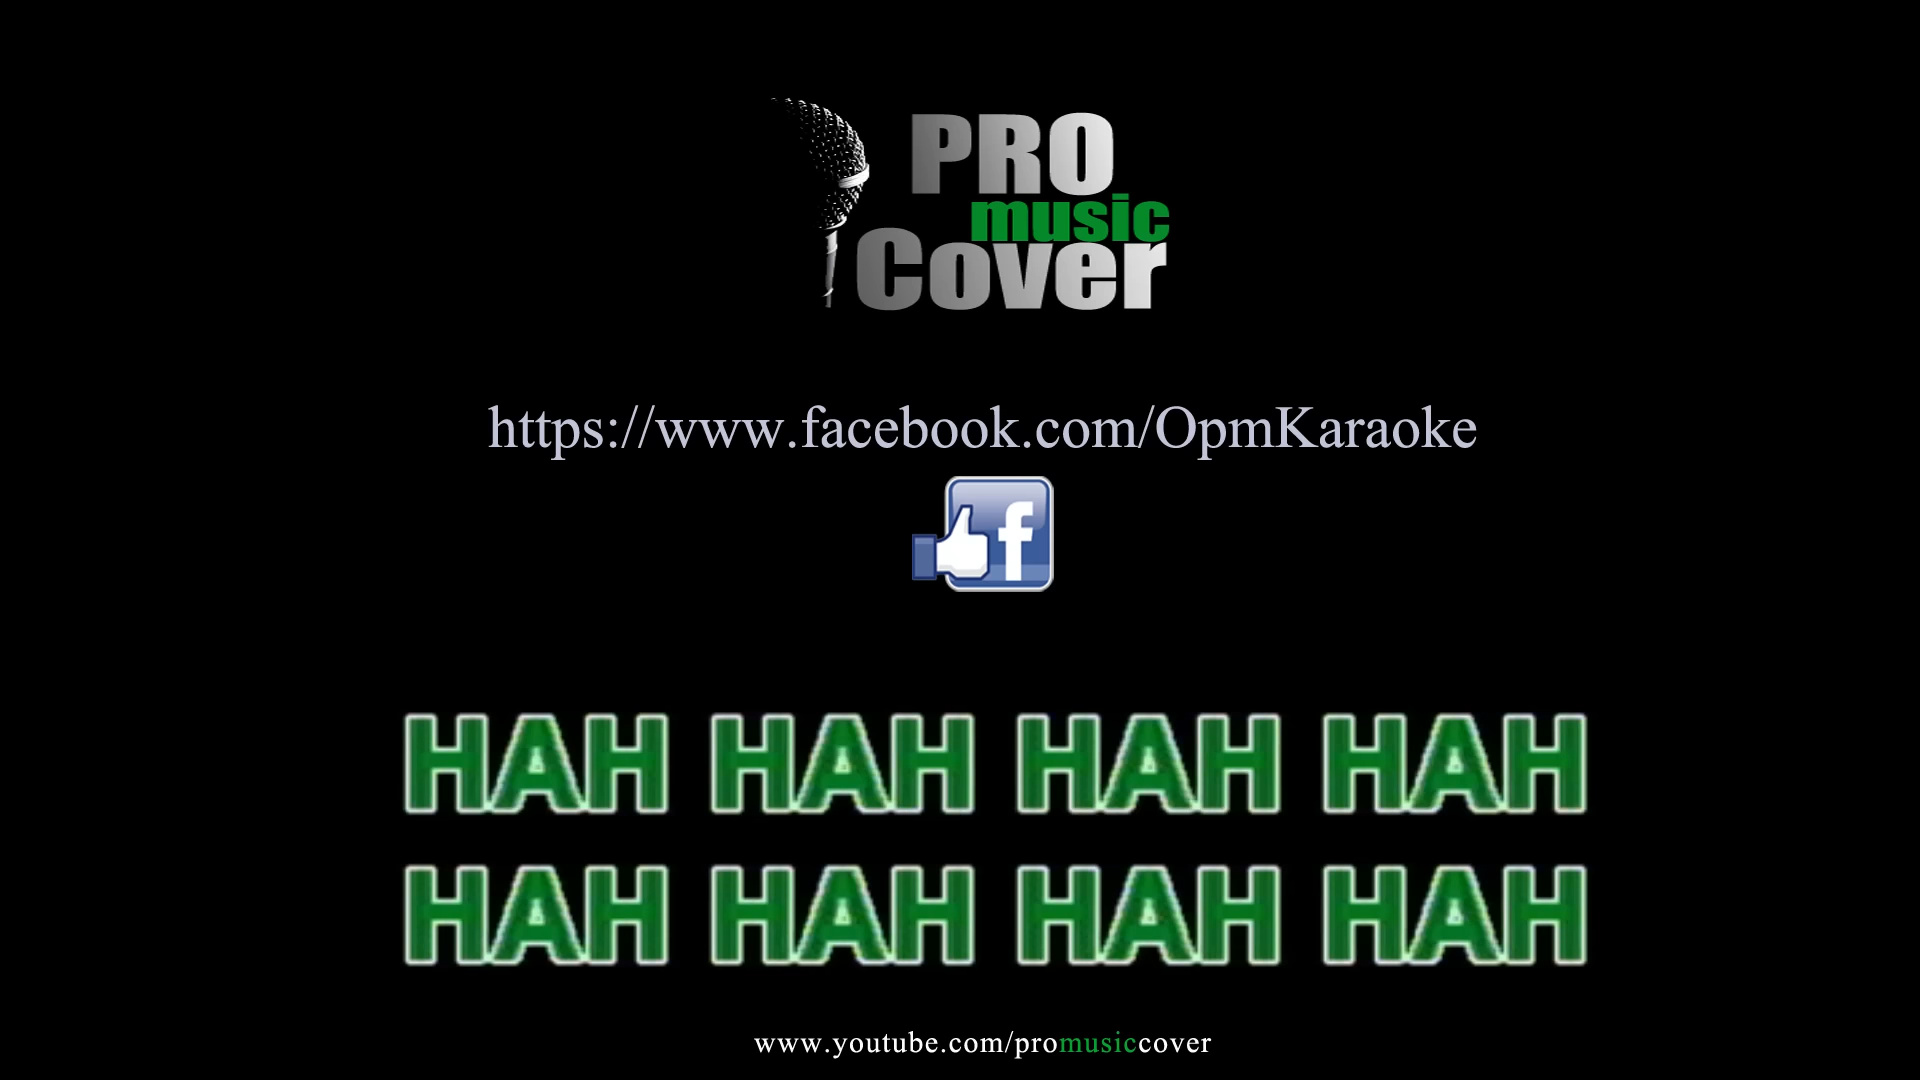 PRO
music
Cover
https://www.facebook.com/OpmKaraoke
f
HAH HAH HAH HAH
HAH HAH HAH HAH
www.youtube.com/promusiccover